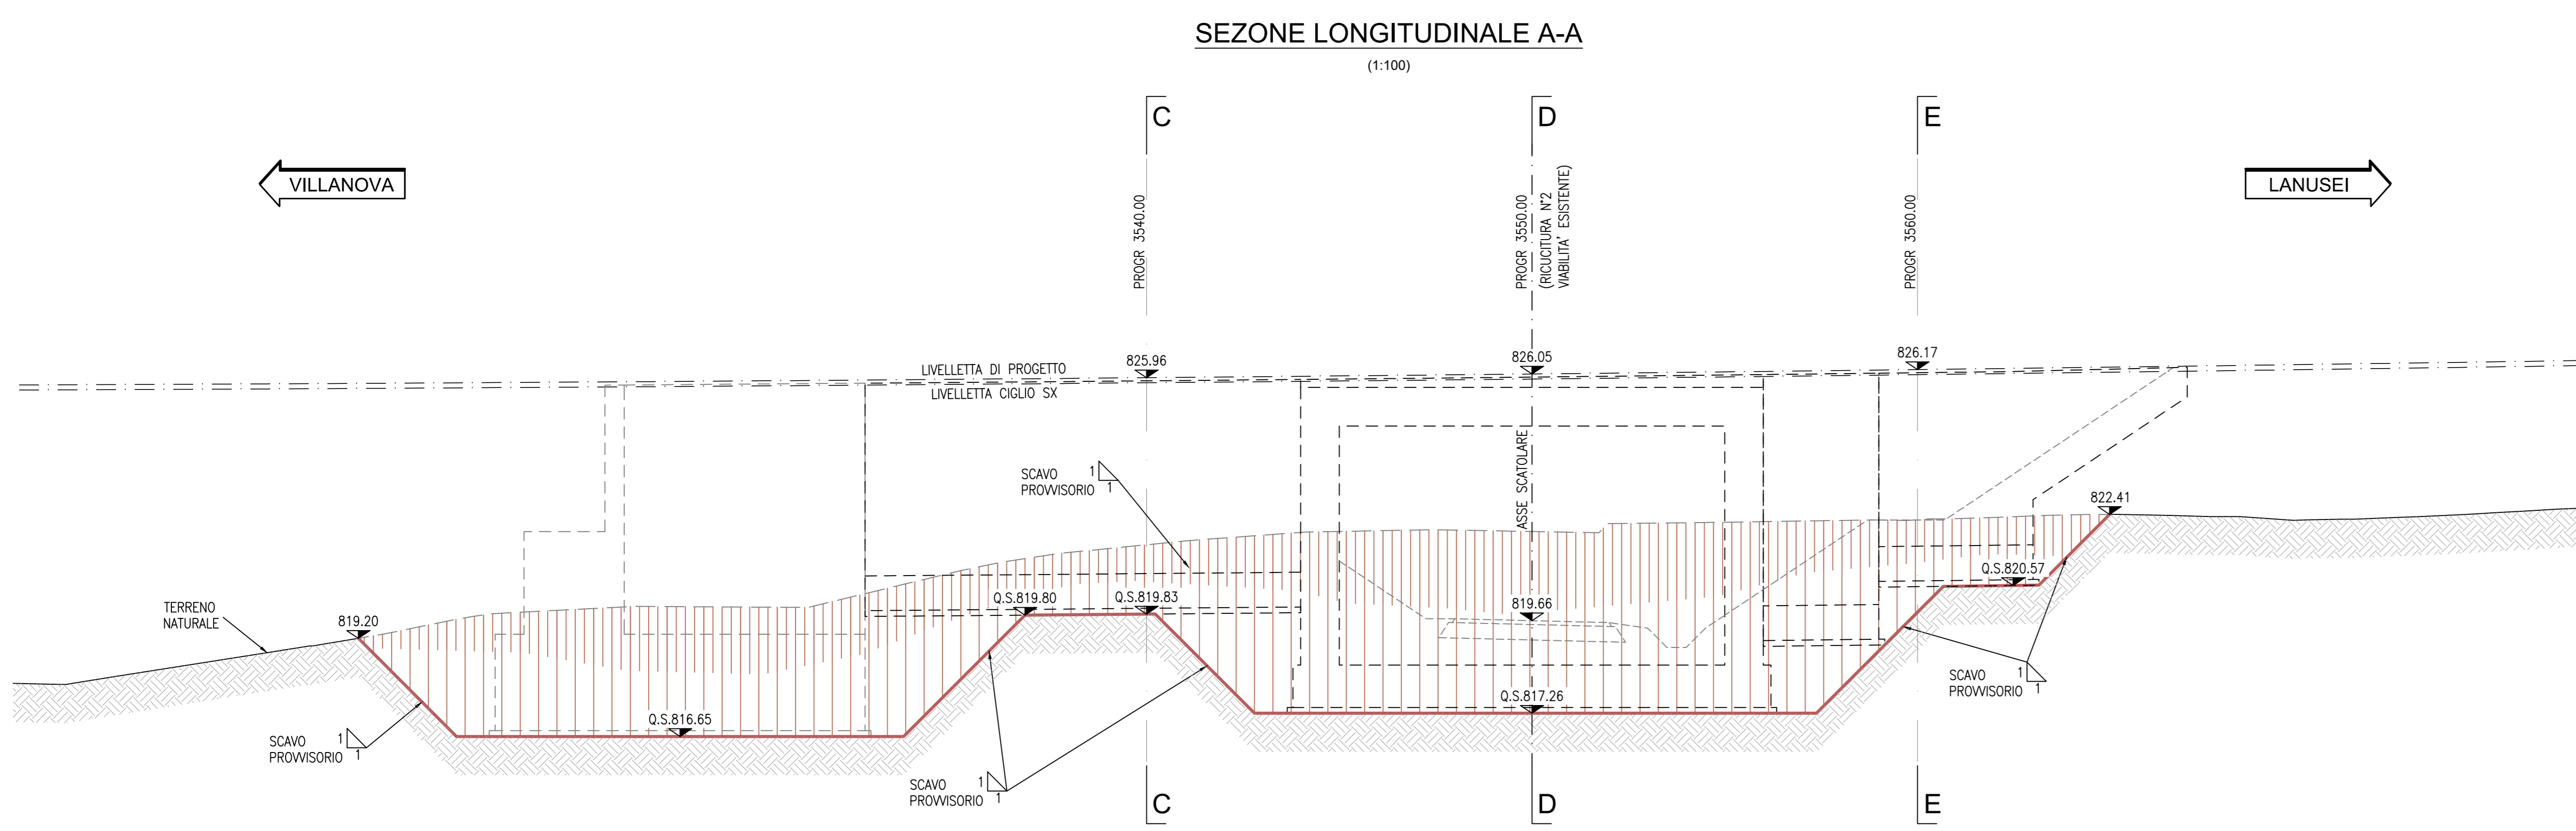 SEZONE LONGITUDINALE A-A
(1:100)
C
D
E
VILLANOVA
LANUSEI
PROGR 3540.00
PROGR 3550.00
(RICUCITURA N°2
VIABILITA' ESISTENTE)
PROGR 3560.00
LIVELLETTA DI PROGETTO
LIVELLETTA CIGLIO SX
825.96
826.05
826.17
ASSE SCATOLARE
SCAVO
PROVVISORIO
1
1
822.41
Q.S.820.57
TERRENO
NATURALE
819.20
Q.S.819.80
Q.S.819.83
819.66
Q.S.816.65
Q.S.817.26
SCAVO
PROVVISORIO
1
1
SCAVO
PROVVISORIO
1
1
SCAVO
PROVVISORIO
1
1
C
D
E